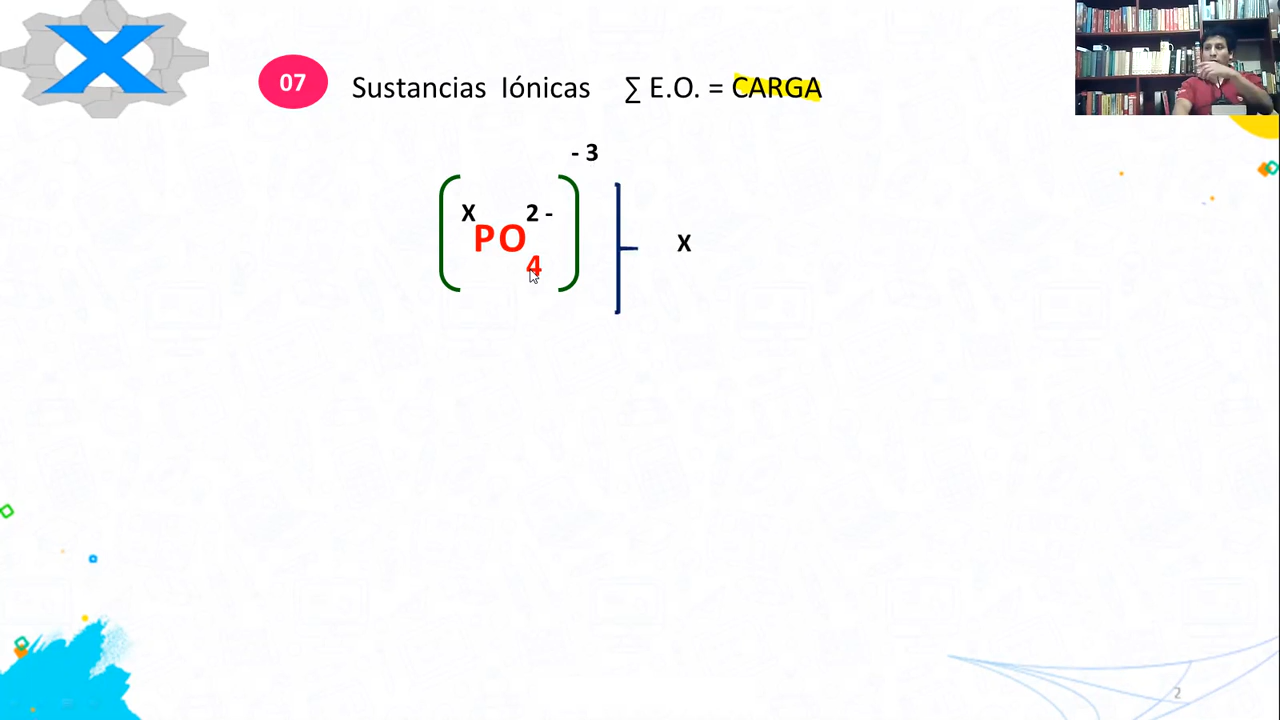 07 Sustancias Iónicas ∑ E.O. = CARGA
- 3
X 2 -
PO
4
X
2